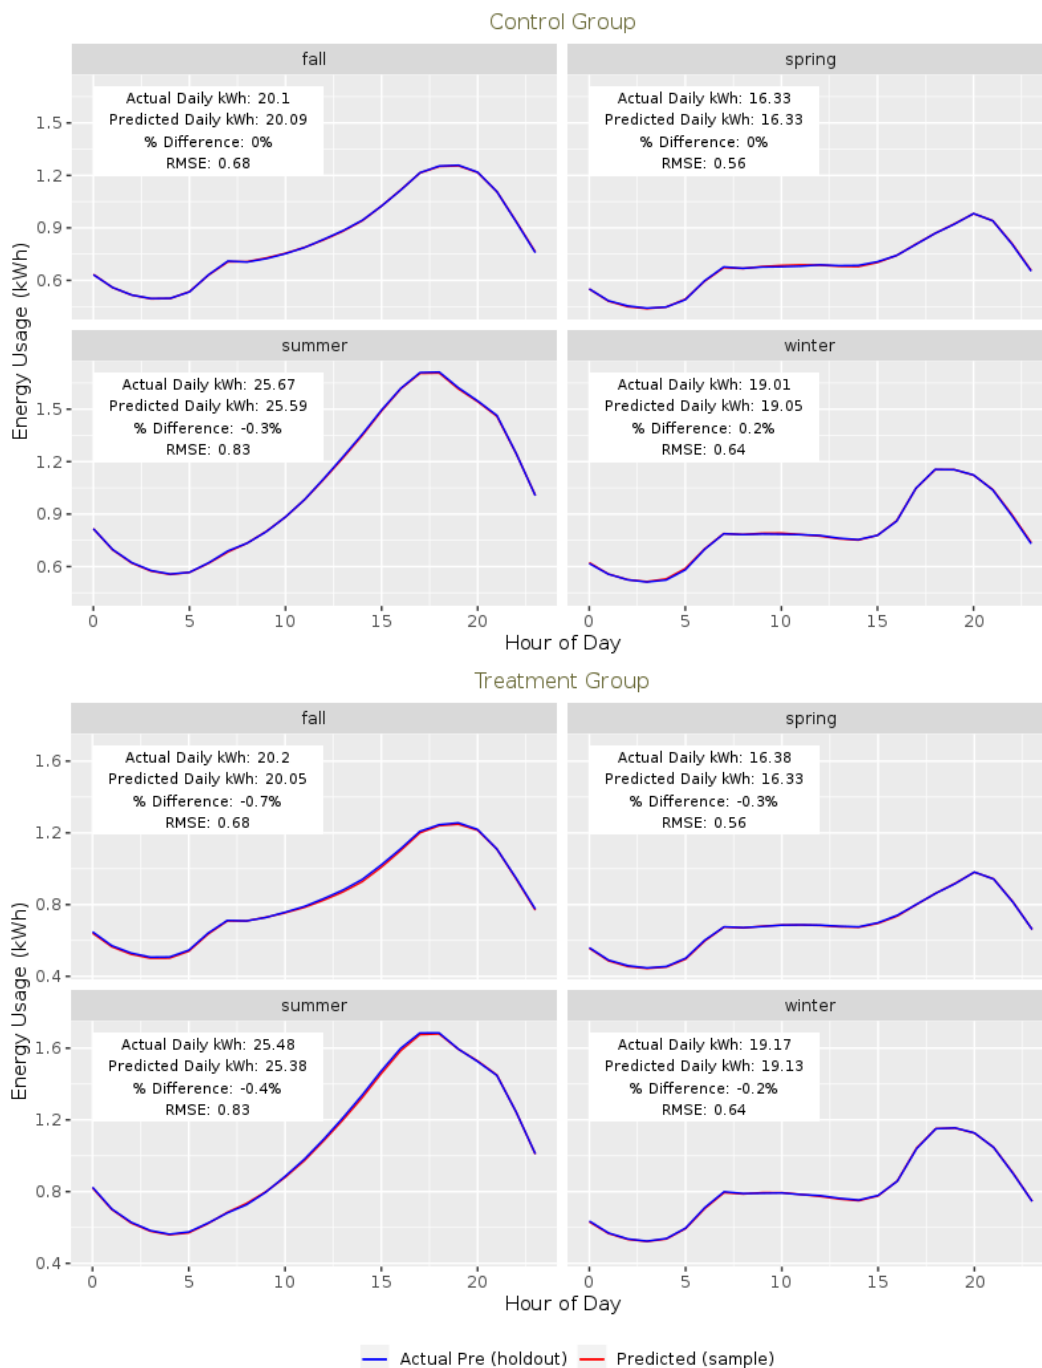 Control Group
fall
spring
Actual Daily kWh: 20.1
Predicted Daily kWh: 20.09
% Difference: 0%
RMSE: 0.68
Actual Daily kWh: 16.33
Predicted Daily kWh: 16.33
% Difference: 0%
RMSE: 0.56
1.5
1.2
0.9
0.6
Energy Usage (kWh)
summer
winter
Actual Daily kWh: 25.67
Predicted Daily kWh: 25.59
% Difference: -0.3%
RMSE: 0.83
Actual Daily kWh: 19.01
Predicted Daily kWh: 19.05
% Difference: 0.2%
RMSE: 0.64
1.5
1.2
0.9
0.6
0 5 10 15 20
0 5 10 15 20
Hour of Day
Treatment Group
fall
spring
Actual Daily kWh: 20.2
Predicted Daily kWh: 20.05
% Difference: -0.7%
RMSE: 0.68
Actual Daily kWh: 16.38
Predicted Daily kWh: 16.33
% Difference: -0.3%
RMSE: 0.56
1.6
1.2
0.8
0.4
Energy Usage (kWh)
summer
winter
Actual Daily kWh: 25.48
Predicted Daily kWh: 25.38
% Difference: -0.4%
RMSE: 0.83
Actual Daily kWh: 19.17
Predicted Daily kWh: 19.13
% Difference: -0.2%
RMSE: 0.64
1.6
1.2
0.8
0.4
0 5 10 15 20
0 5 10 15 20
Hour of Day
Actual Pre (holdout) Predicted (sample)